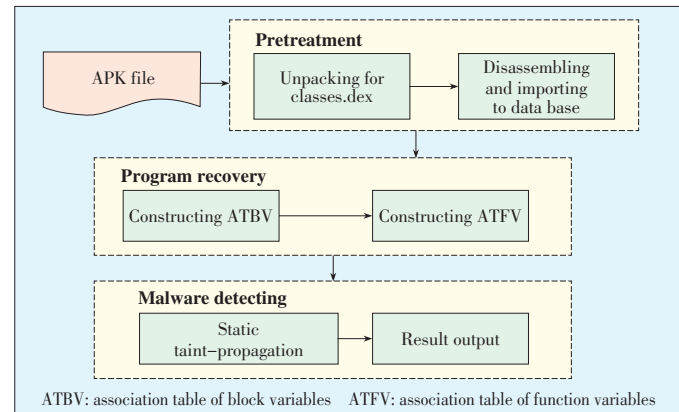 Pretreatment
APK file
Unpacking for
classes.dex
Disassembling
and importing
to data base
Program recovery
Constructing ATBV
Constructing ATFV
Malware detecting
Static
taint-propagation
Result output
ATBV: association table of block variables ATFV: association table of function variables